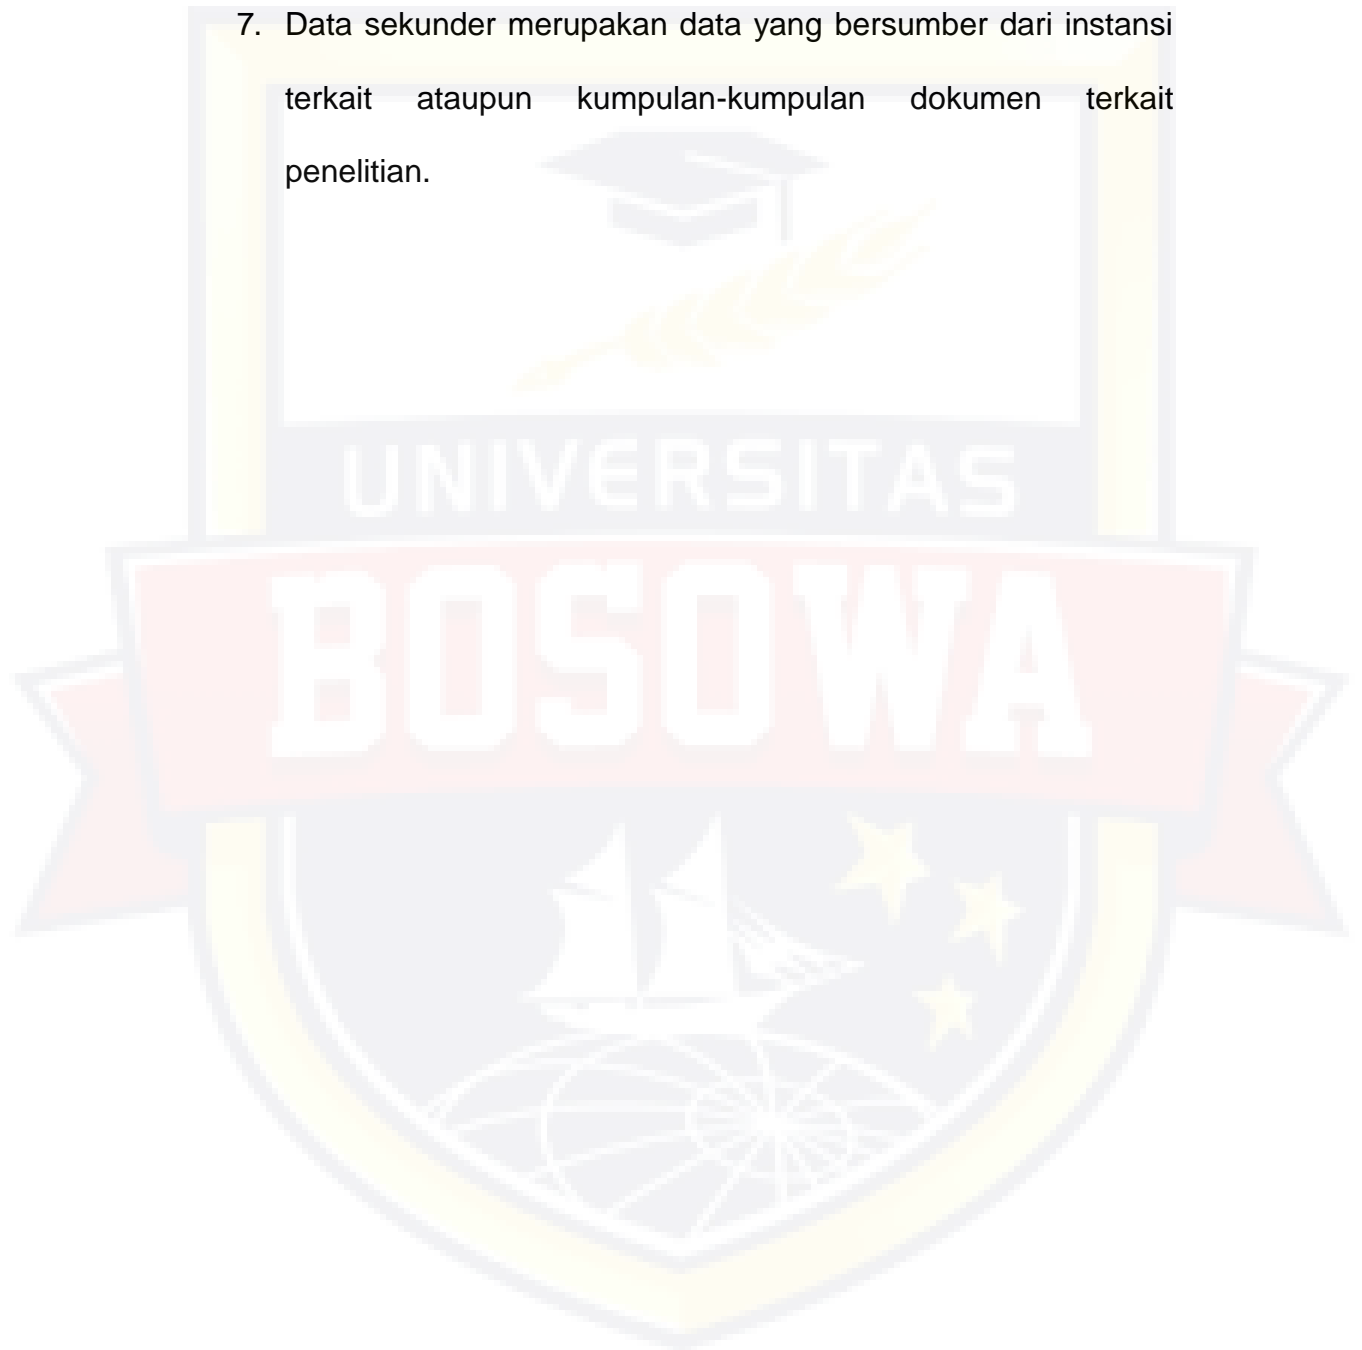 7. Data sekunder merupakan data yang bersumber dari instansi
terkait ataupun kumpulan-kumpulan dokumen terkait
penelitian.
UNIVERSITAS
BOSOWA